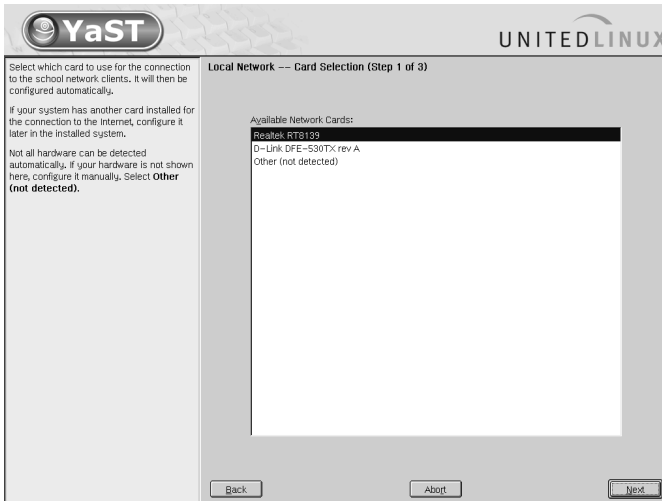 YaST
UNITEDLINUX
Select which card to use for the connection
to the school network clients. It will then be
configured automatically.
If your system has another card installed for
the connection to the Internet, configure it
later in the installed system.
Not all hardware can be detected
automatically. If your hardware is not shown
here, configure it manually. Select Other
(not detected).
Local Network -- Card Selection (Step 1 of 3)
Available Network Cards:
Realtek RT8139
D-Link DFE-530TX rev A
Other (not detected)
Back
Abort
Next